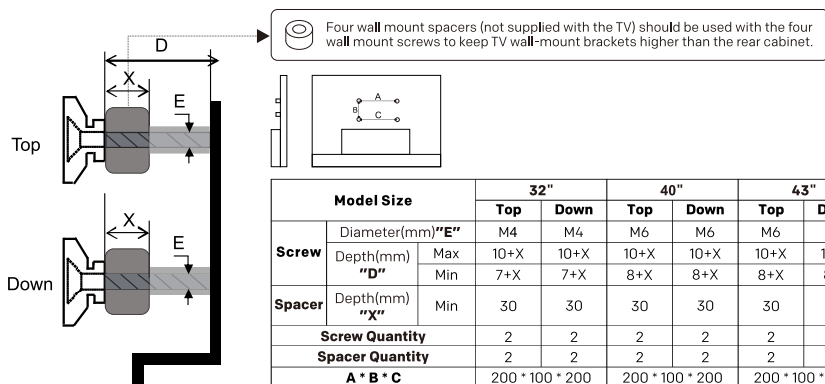 Four wall mount spacers (not supplied with the TV) should be used with the four
wall mount screws to keep TV wall-mount brackets higher than the rear cabinet.
D
X
E
Top
X
E
Down
A
B
C
Model Size 32" 40" 43"
Top Down Top Down Top
Screw Diameter(mm)"E" M4 M4 M6 M6 M6
Depth(mm) "D" Max 10+X 10+X 10+X 10+X 10+X
Min 7+X 7+X 8+X 8+X 8+X
Spacer Depth(mm) "X" Min 30 30 30 30 30
Screw Quantity 2 2 2 2 2
Spacer Quantity 2 2 2 2 2
A * B * C 200 * 100 * 200 200 * 100 * 200 200 * 100 *